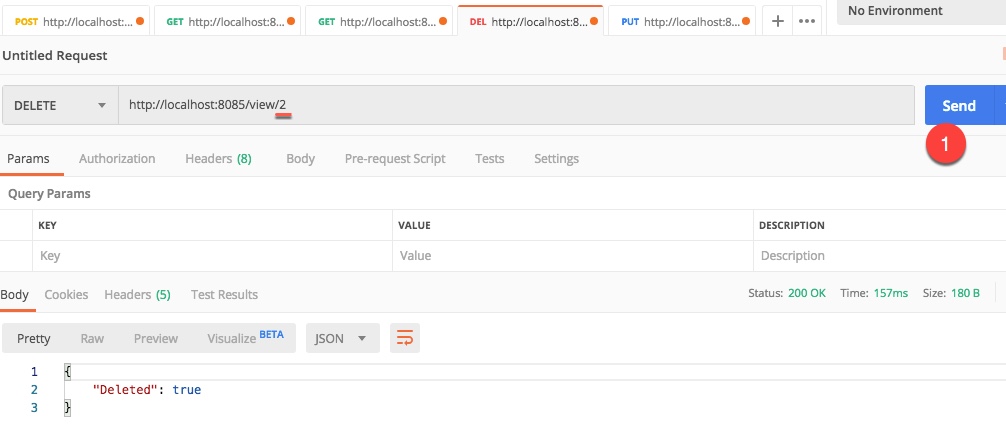 POST http://localhost:... GET http://localhost:8... GET http://localhost:8... DEL http://localhost:8... PUT http://localhost:8... + ••• No Environment
Untitled Request
DELETE http://localhost:8085/view/2 Send
1
Params Authorization Headers (8) Body Pre-request Script Tests Settings
Query Params
KEY VALUE DESCRIPTION
Key Value Description
Body Cookies Headers (5) Test Results Status: 200 OK Time: 157ms Size: 180 B
Pretty Raw Preview Visualize BETA JSON
1 {
2 "Deleted": true
3 }